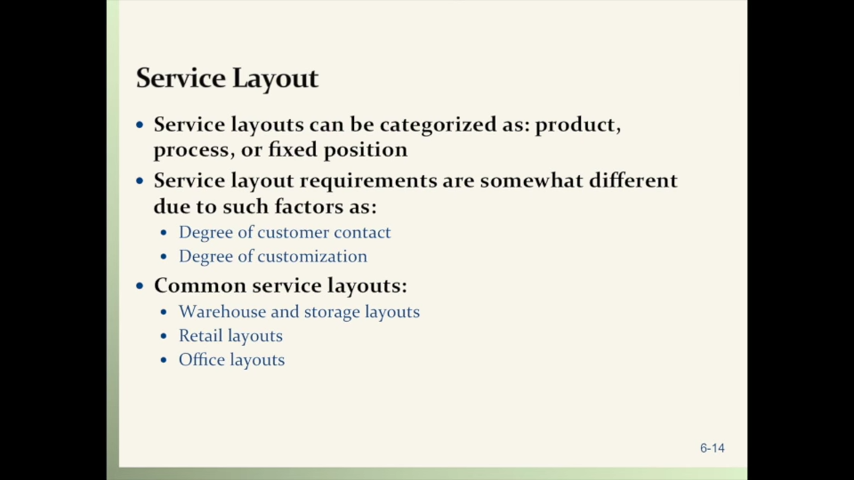 Service Layout
• Service layouts can be categorized as: product,
process, or fixed position
• Service layout requirements are somewhat different
due to such factors as:
• Degree of customer contact
• Degree of customization
• Common service layouts:
• Warehouse and storage layouts
• Retail layouts
• Office layouts
6-14